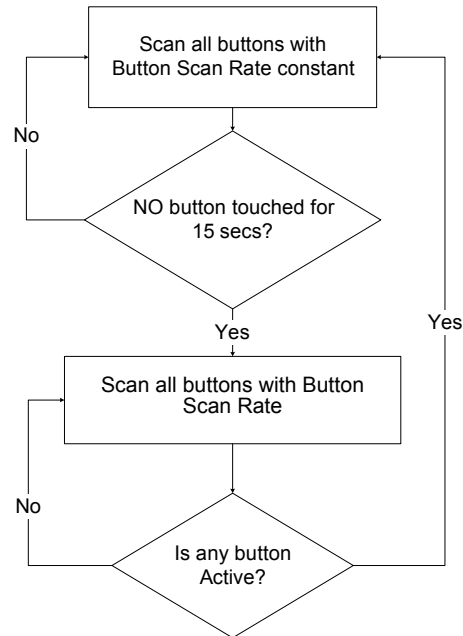 Scan all buttons with
Button Scan Rate constant
No
NO button touched for
15 secs?
Yes
Yes
Scan all buttons with Button
Scan Rate
No
Is any button
Active?